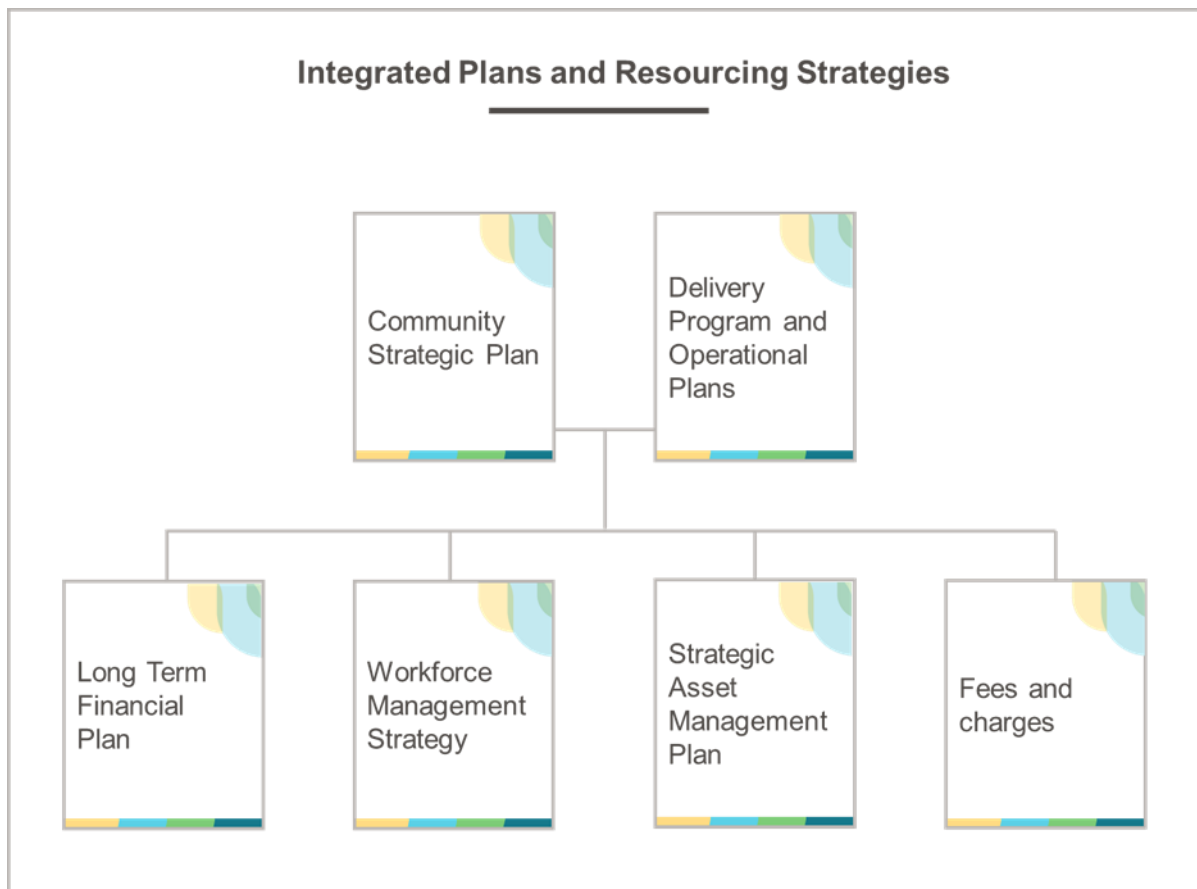 Integrated Plans and Resourcing Strategies
Community
Strategic Plan
Delivery
Program and
Operational
Plans
Long Term
Financial
Plan
Workforce
Management
Strategy
Strategic
Asset
Management
Plan
Fees and
charges